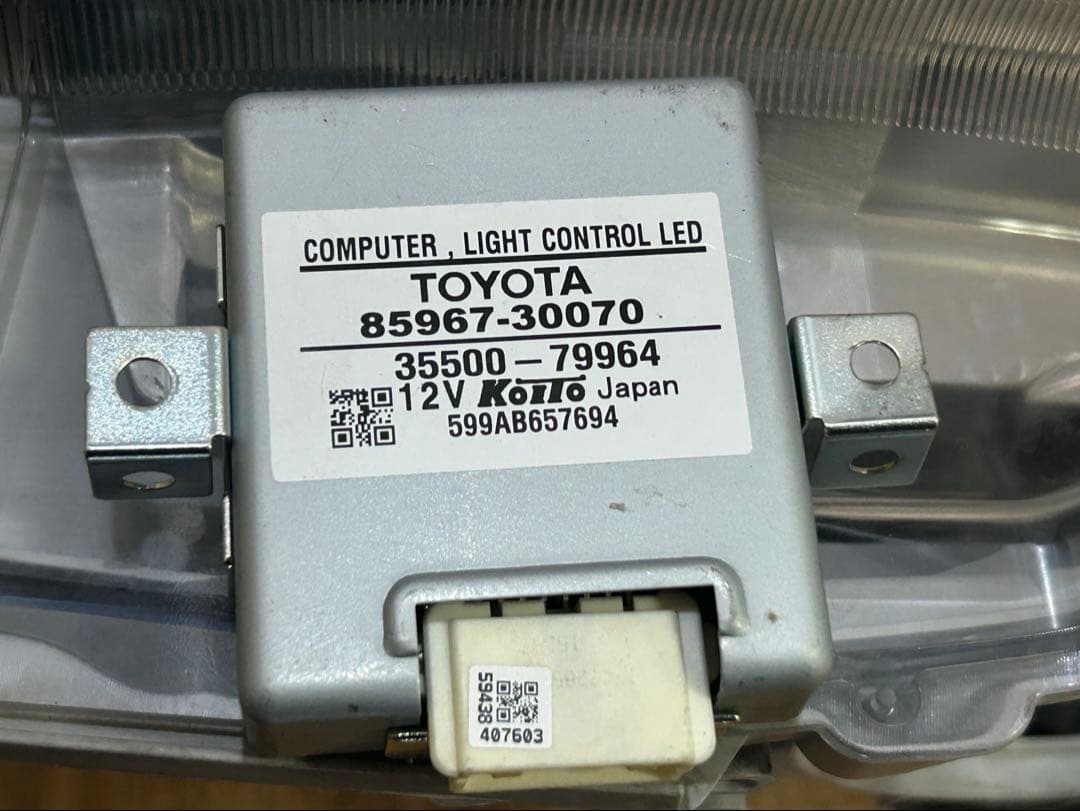 COMPUTER , LIGHT CONTROL LED
TOYOTA
85967-30070
35500-79964
12V KOITO Japan
599AB657694
59438
407603